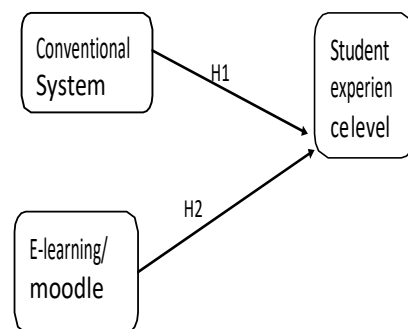 Conventional
System
H1
Student
experien
celevel
H2
E-learning/
moodle